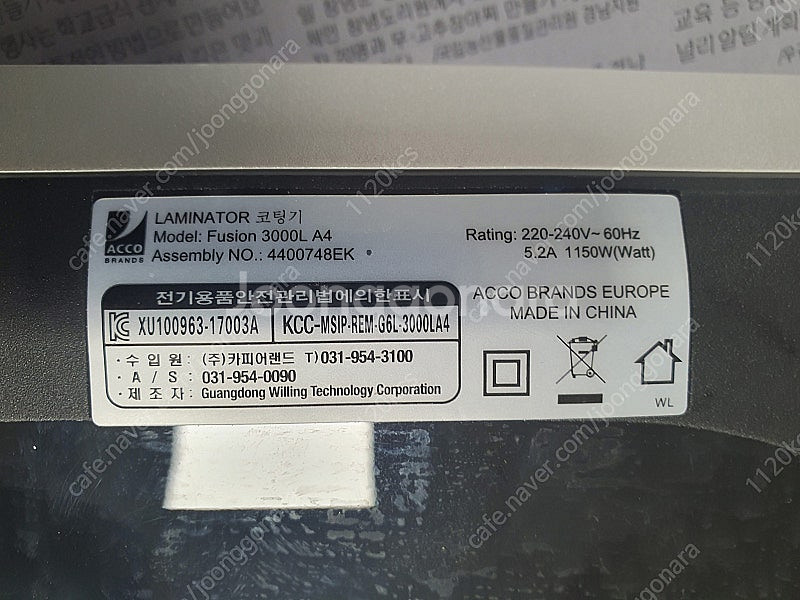 LAMINATOR 코팅기
Model: Fusion 3000L A4
Assembly NO.: 4400748EK
ACCO
BRANDS
Rating: 220-240V~ 60Hz
5.2A 1150W(Watt)
전기용품안전관리법에의한표시
XU100963-17003A
KCC-MSIP-REM-G6L-3000LA4
· 수 입 원 : (주)카피어랜드 T)031-954-3100
· A / S : 031-954-0090
· 제 조 자 : Guangdong Willing Technology Corporation
ACCO BRANDS EUROPE
MADE IN CHINA
WL
Joonggonara
cafe.naver.com/joonggonara
1120kcs